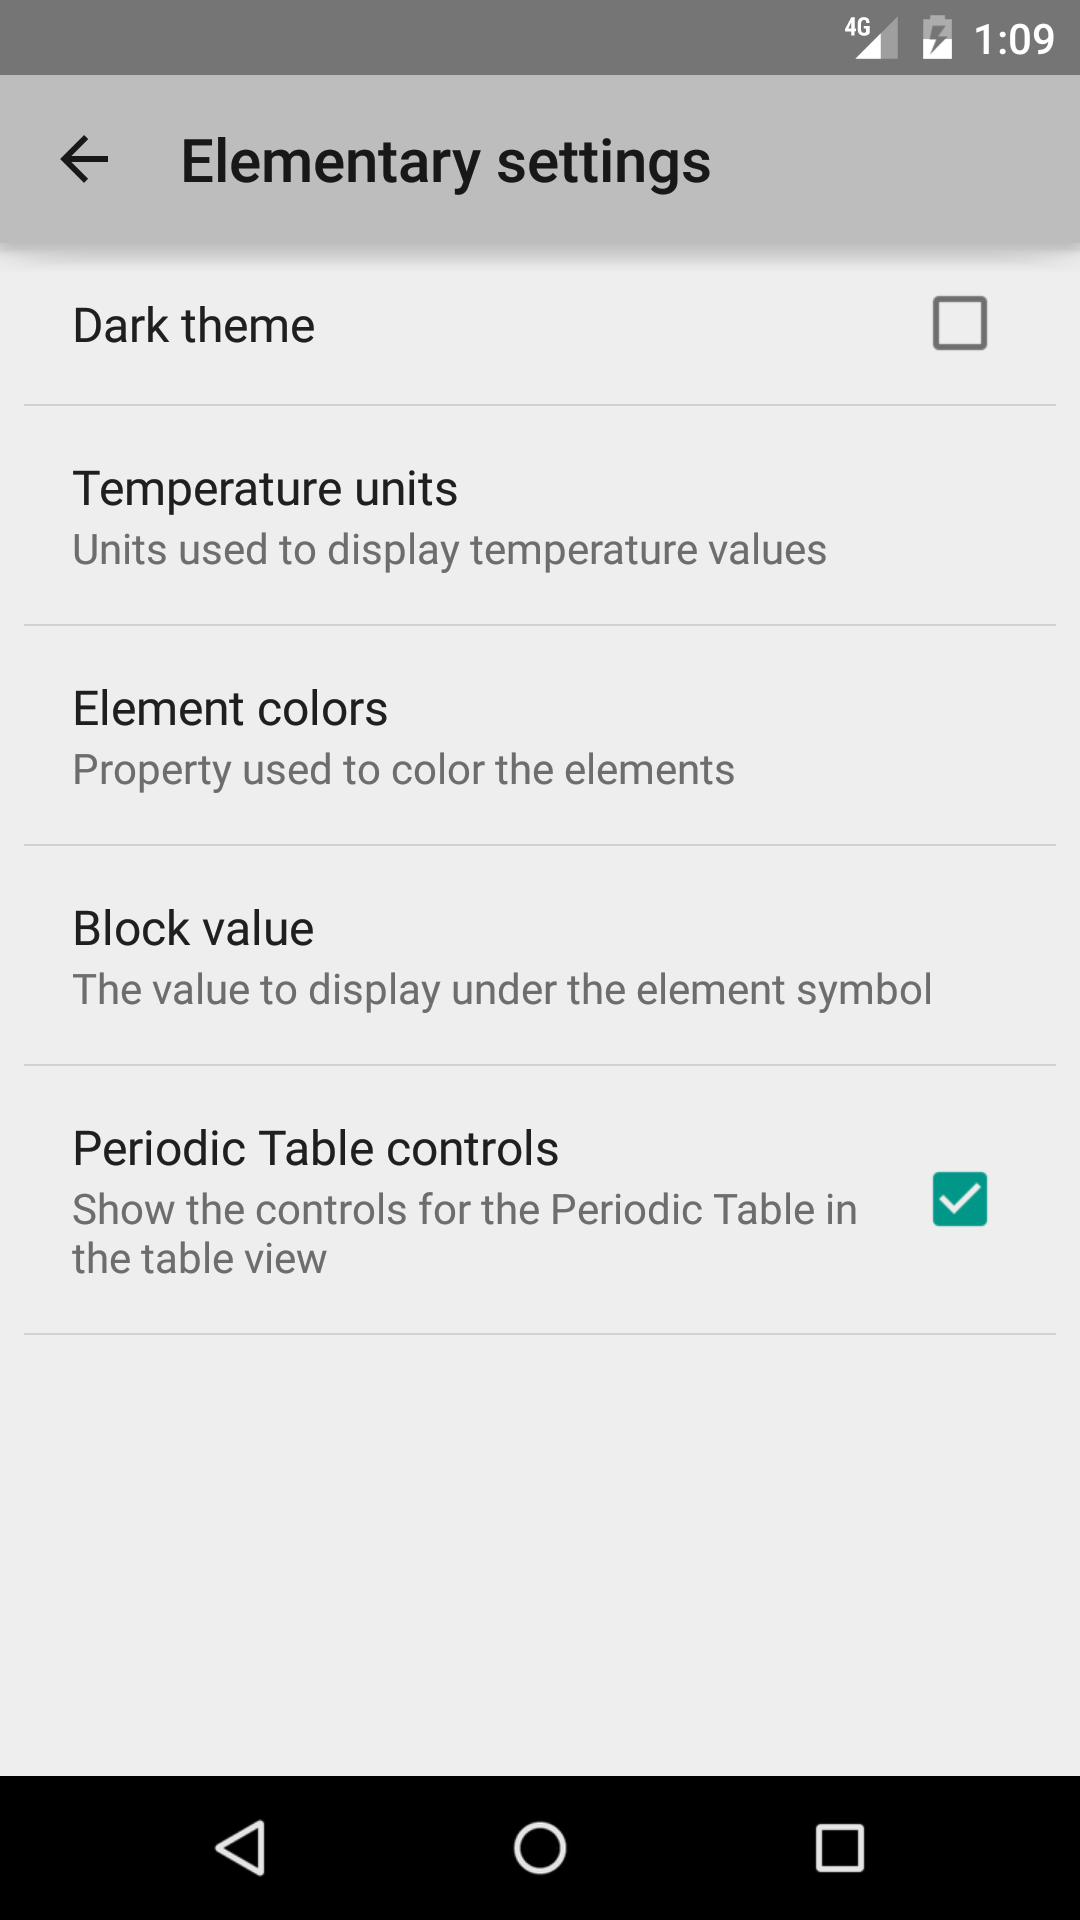 4G 1:09
Elementary settings
Dark theme
Temperature units
Units used to display temperature values
Element colors
Property used to color the elements
Block value
The value to display under the element symbol
Periodic Table controls
Show the controls for the Periodic Table in
the table view